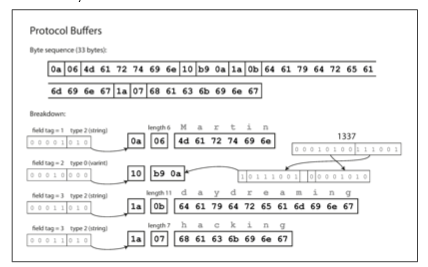 Protocol Buffers
Byte sequence (33 bytes):
0a 06 4d 61 72 74 69 6e 10 b9 0a 1a 0b 64 61 79 64 72 65 61
6d 69 6e 67 1a 07 68 61 63 6b 69 6e 67
Breakdown:
field tag = 1 type 2 (string)
0 0 0 0 1 0 1 0
0a
length 6
06
M a r t i n
4d 61 72 74 69 6e
1337
0 0 0 1 0 1 0 0 1 1 1 0 0 1
field tag = 2 type 0 (varint)
0 0 0 1 0 0 0 0
10
b9 0a
1 0 1 1 1 0 0 1 0 0 0 0 1 0 1 0
field tag = 3 type 2 (string)
0 0 0 1 1 0 1 0
1a
length 11
0b
d a y d r e a m i n g
64 61 79 64 72 65 61 6d 69 6e 67
field tag = 3 type 2 (string)
0 0 0 1 1 0 1 0
1a
length 7
07
h a c k i n g
68 61 63 6b 69 6e 67